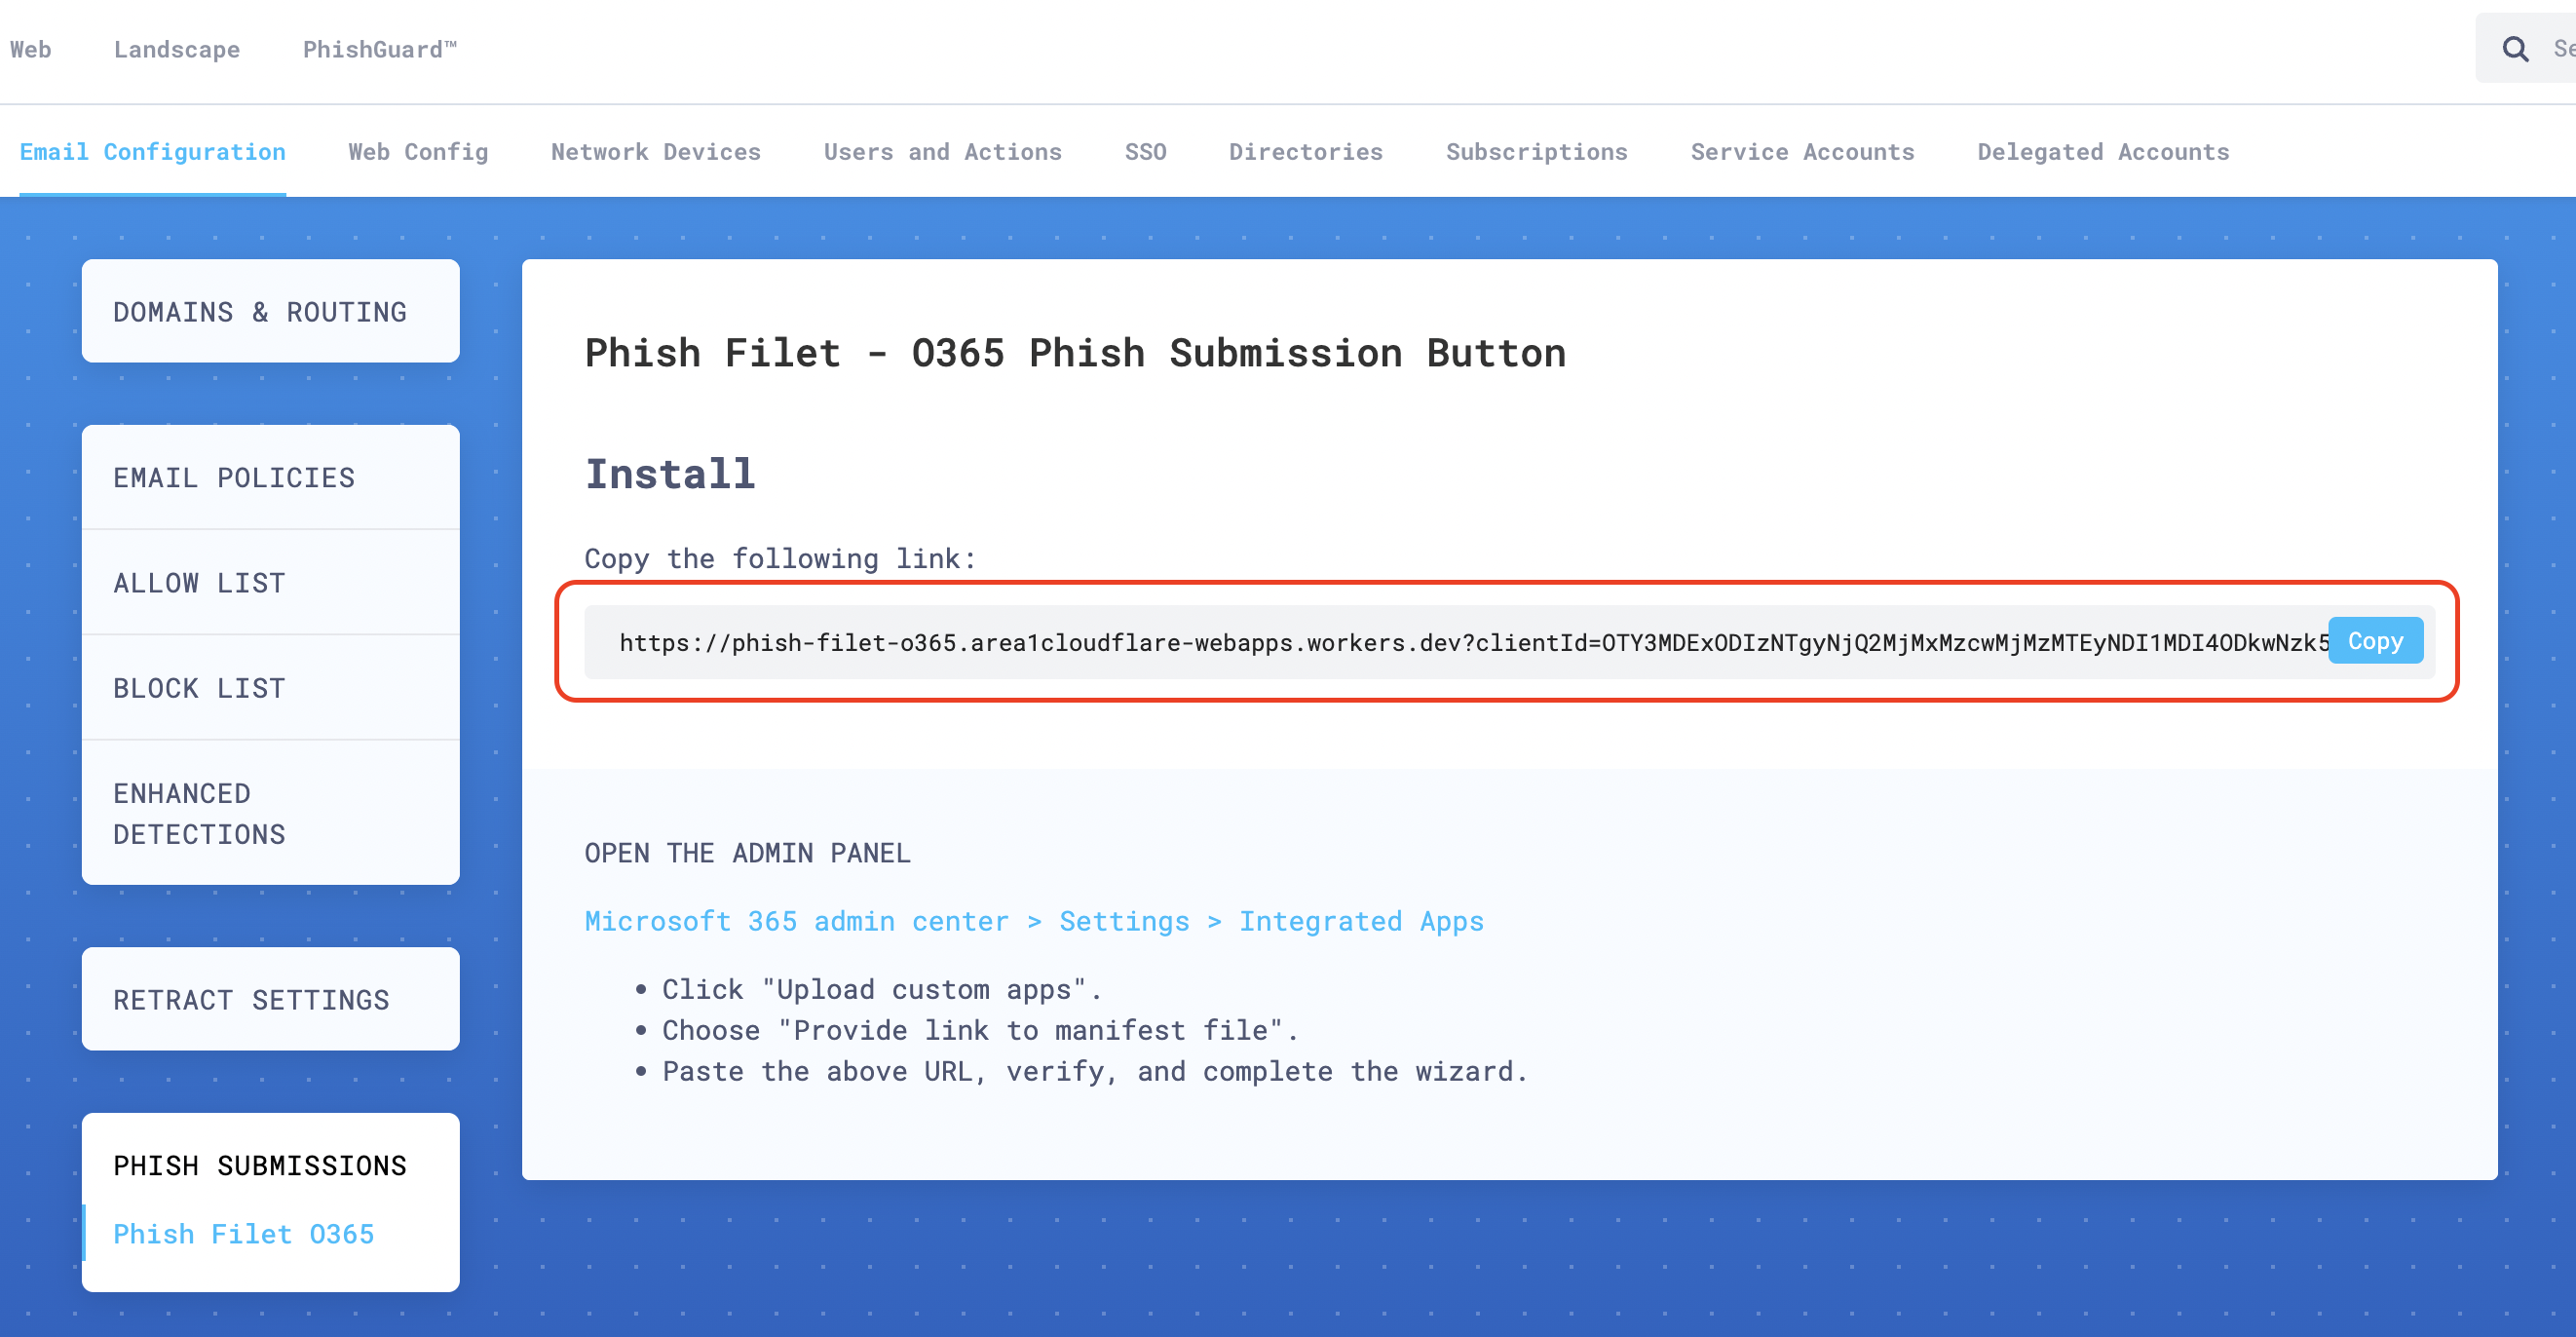 Web Landscape PhishGuard™
Email Configuration Web Config Network Devices Users and Actions SSO Directories Subscriptions Service Accounts Delegated Accounts
DOMAINS & ROUTING
EMAIL POLICIES
ALLOW LIST
BLOCK LIST
ENHANCED
DETECTIONS
RETRACT SETTINGS
PHISH SUBMISSIONS
Phish Filet O365
Phish Filet - O365 Phish Submission Button
Install
Copy the following link:
https://phish-filet-o365.area1cloudflare-webapps.workers.dev?clientId=OTY3MDExODIzNTgyNjQ2MjMxMzcwMjMzMTEyNDI1MDI4ODkwNzk5 Copy
OPEN THE ADMIN PANEL
Microsoft 365 admin center > Settings > Integrated Apps
• Click "Upload custom apps".
• Choose "Provide link to manifest file".
• Paste the above URL, verify, and complete the wizard.